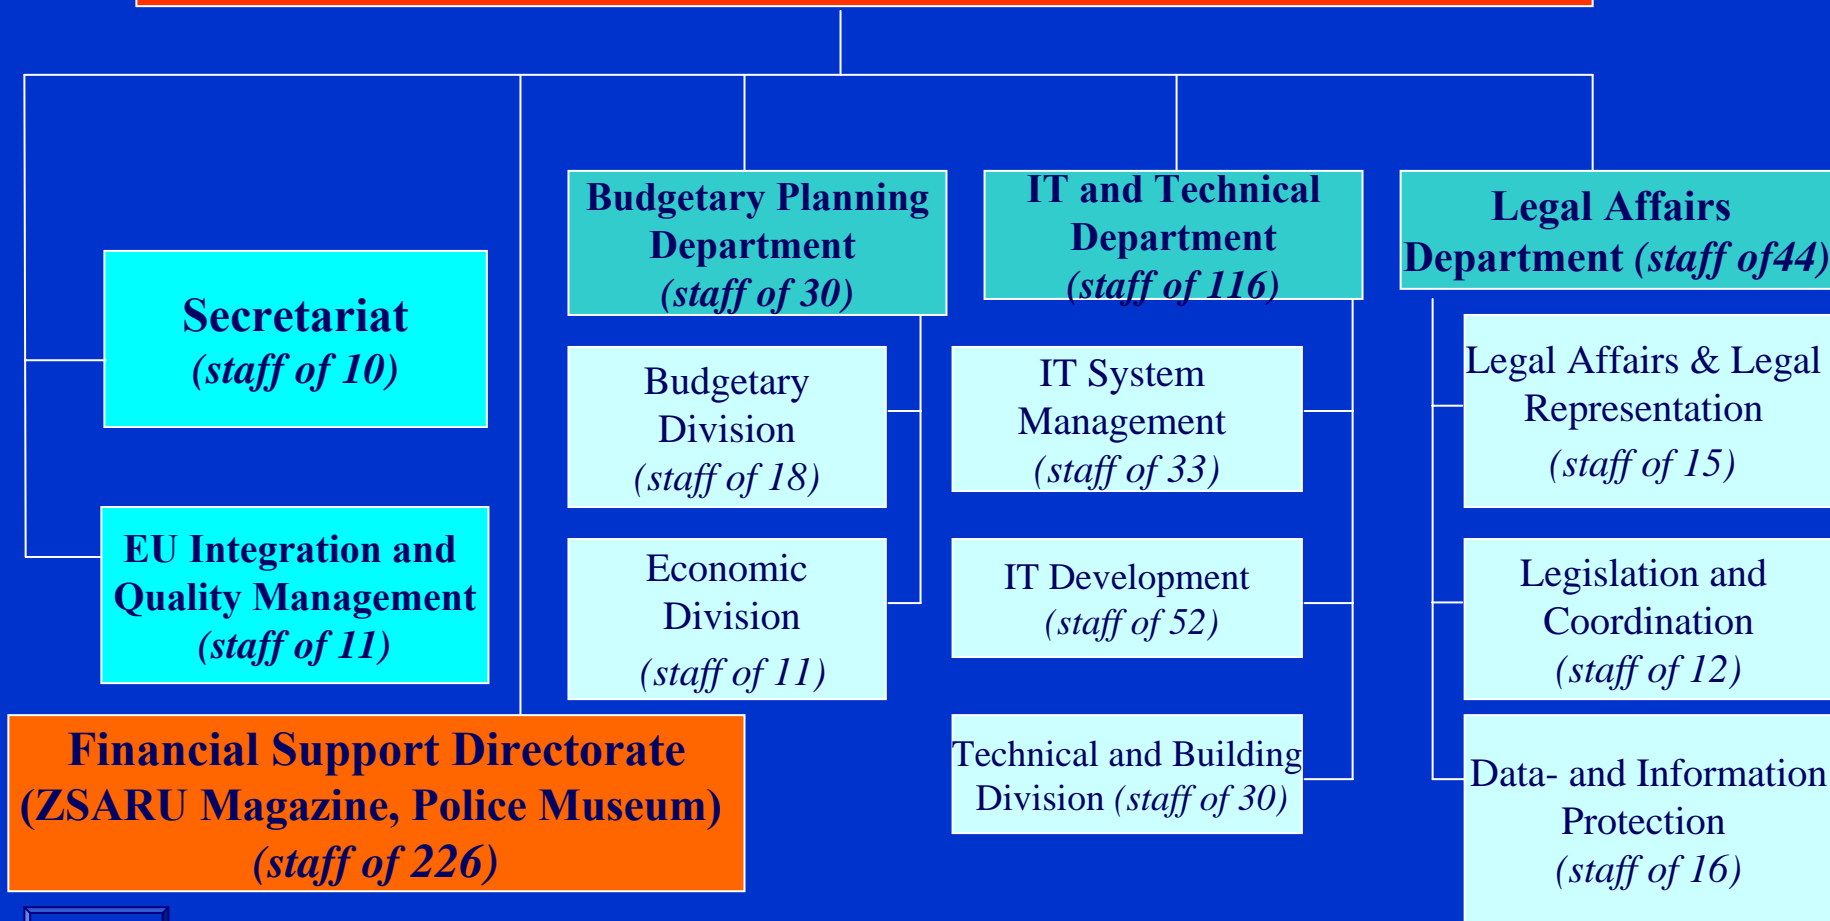 Secretariat
(staff of 10)
EU Integration and
Quality Management
(staff of 11)
Financial Support Directorate
(ZSARU Magazine, Police Museum)
(staff of 226)
Budgetary Planning
Department
(staff of 30)
Budgetary
Division
(staff of 18)
Economic
Division
(staff of 11)
IT and Technical
Department
(staff of 116)
IT System
Management
(staff of 33)
IT Development
(staff of 52)
Technical and Building
Division (staff of 30)
Legal Affairs
Department (staff of44)
Legal Affairs & Legal
Representation
(staff of 15)
Legislation and
Coordination
(staff of 12)
Data- and Information
Protection
(staff of 16)